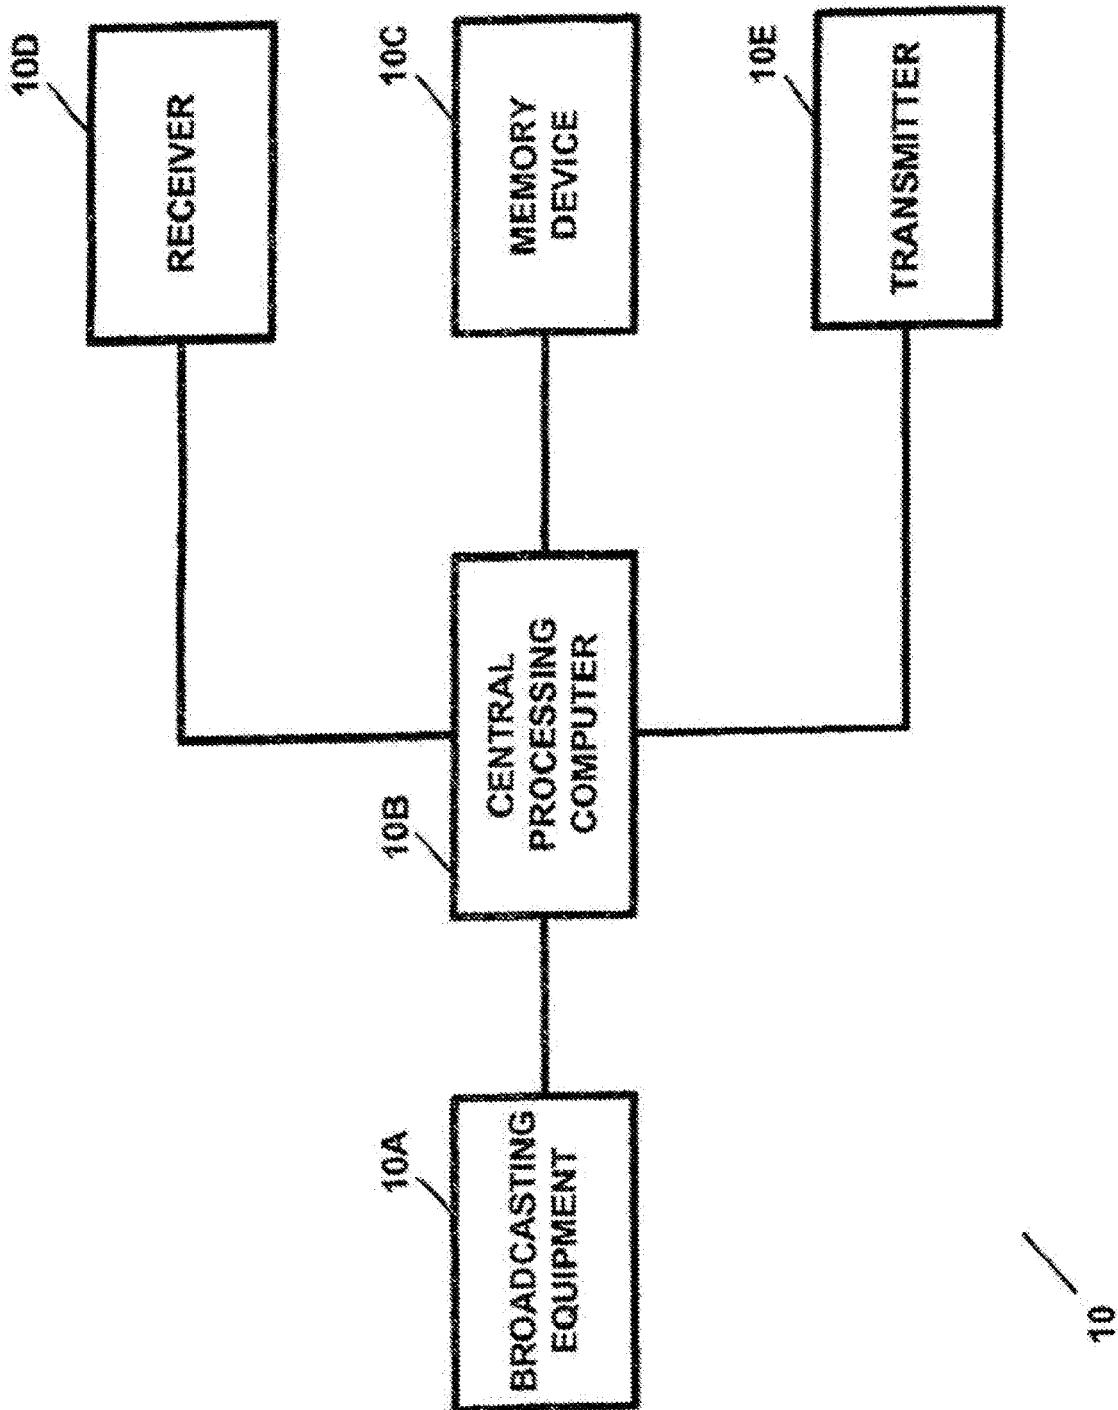 10D
RECEIVER
10C
MEMORY
DEVICE
10E
TRANSMITTER
10B
CENTRAL
PROCESSING
COMPUTER
10A
BROADCASTING
EQUIPMENT
10